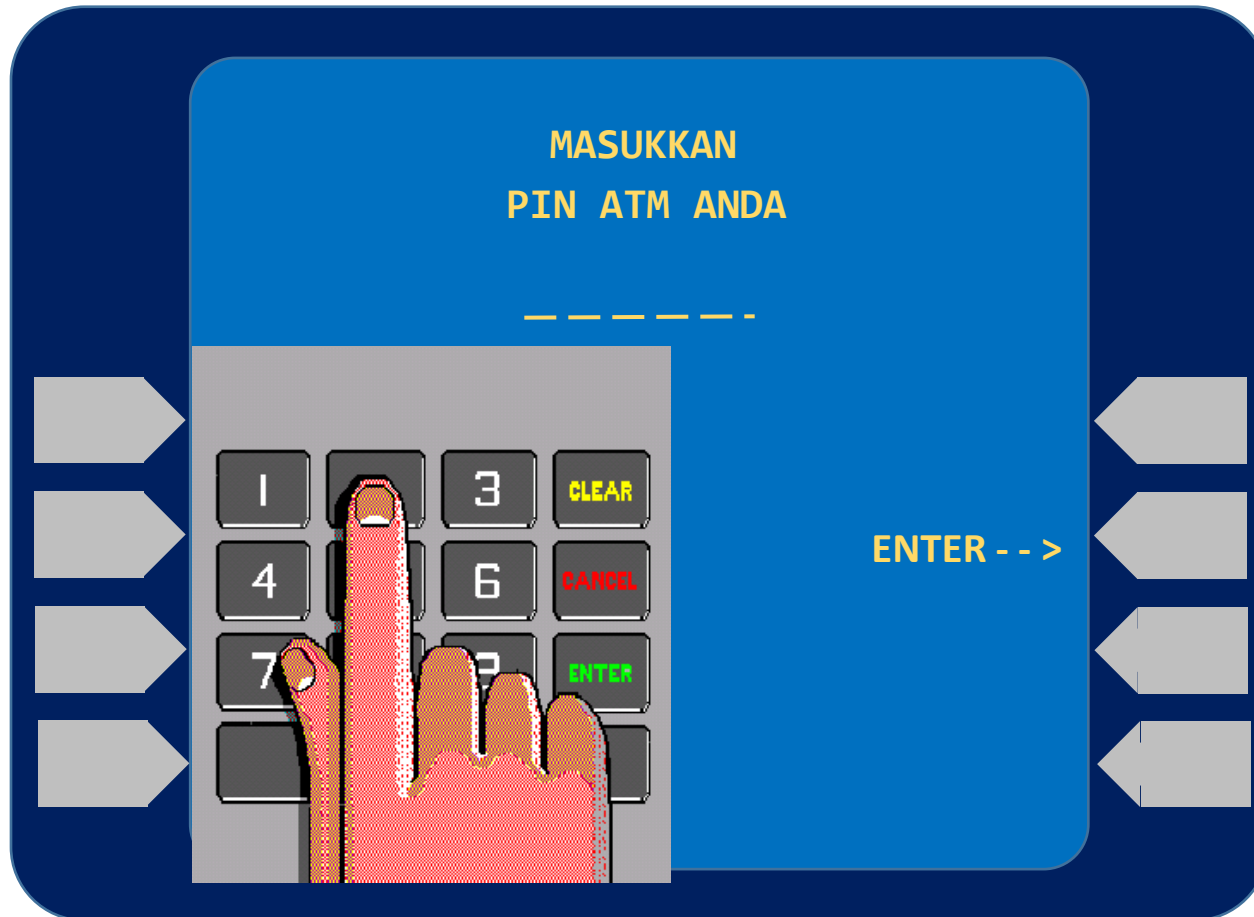 MASUKKAN
PIN ATM ANDA
ENTER-->
1 3 CLEAR
4 6 CANCEL
7 ENTER